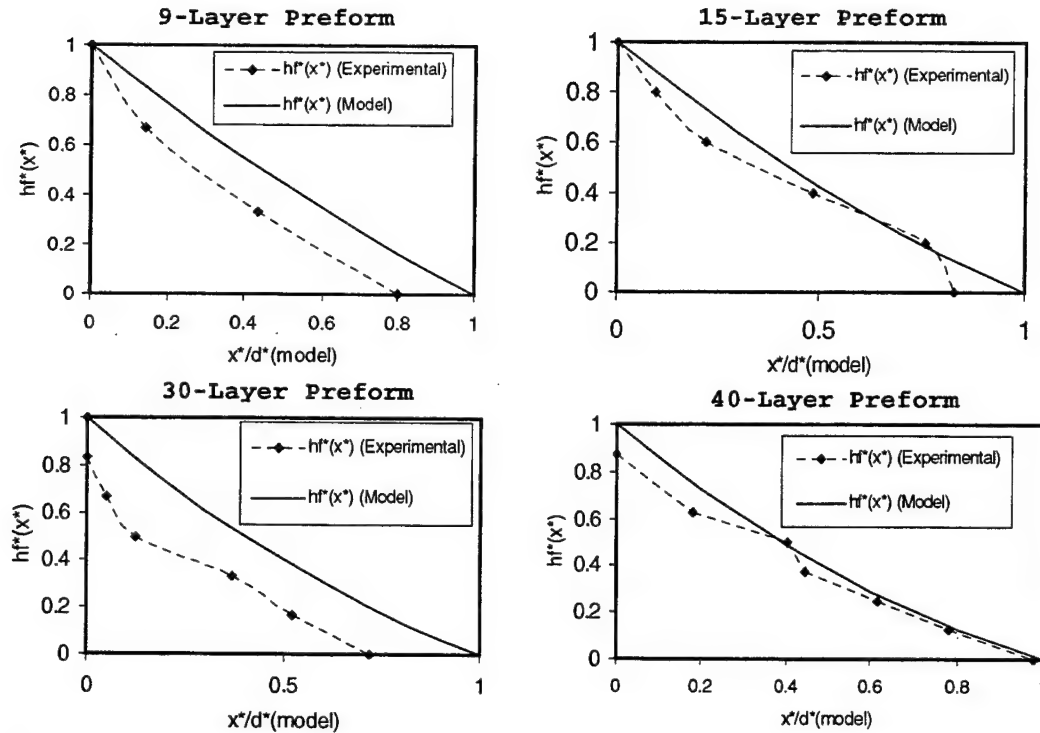 9-Layer Preform
1
0.8
0.6
0.4
0.2
0
hf*(x*)
hf*(x*) (Experimental)
hf*(x*) (Model)
0 0.2 0.4 0.6 0.8 1
x*/d*(model)
15-Layer Preform
1
0.8
0.6
0.4
0.2
0
hf*(x*)
hf*(x*) (Experimental)
hf*(x*) (Model)
0 0.5 1
x*/d*(model)
30-Layer Preform
1
0.8
0.6
0.4
0.2
0
hf*(x*)
hf*(x*) (Experimental)
hf*(x*) (Model)
0 0.5 1
x*/d*(model)
40-Layer Preform
1
0.8
0.6
0.4
0.2
0
hf*(x*)
hf*(x*) (Experimental)
hf*(x*) (Model)
0 0.2 0.4 0.6 0.8
x*/d*(model)